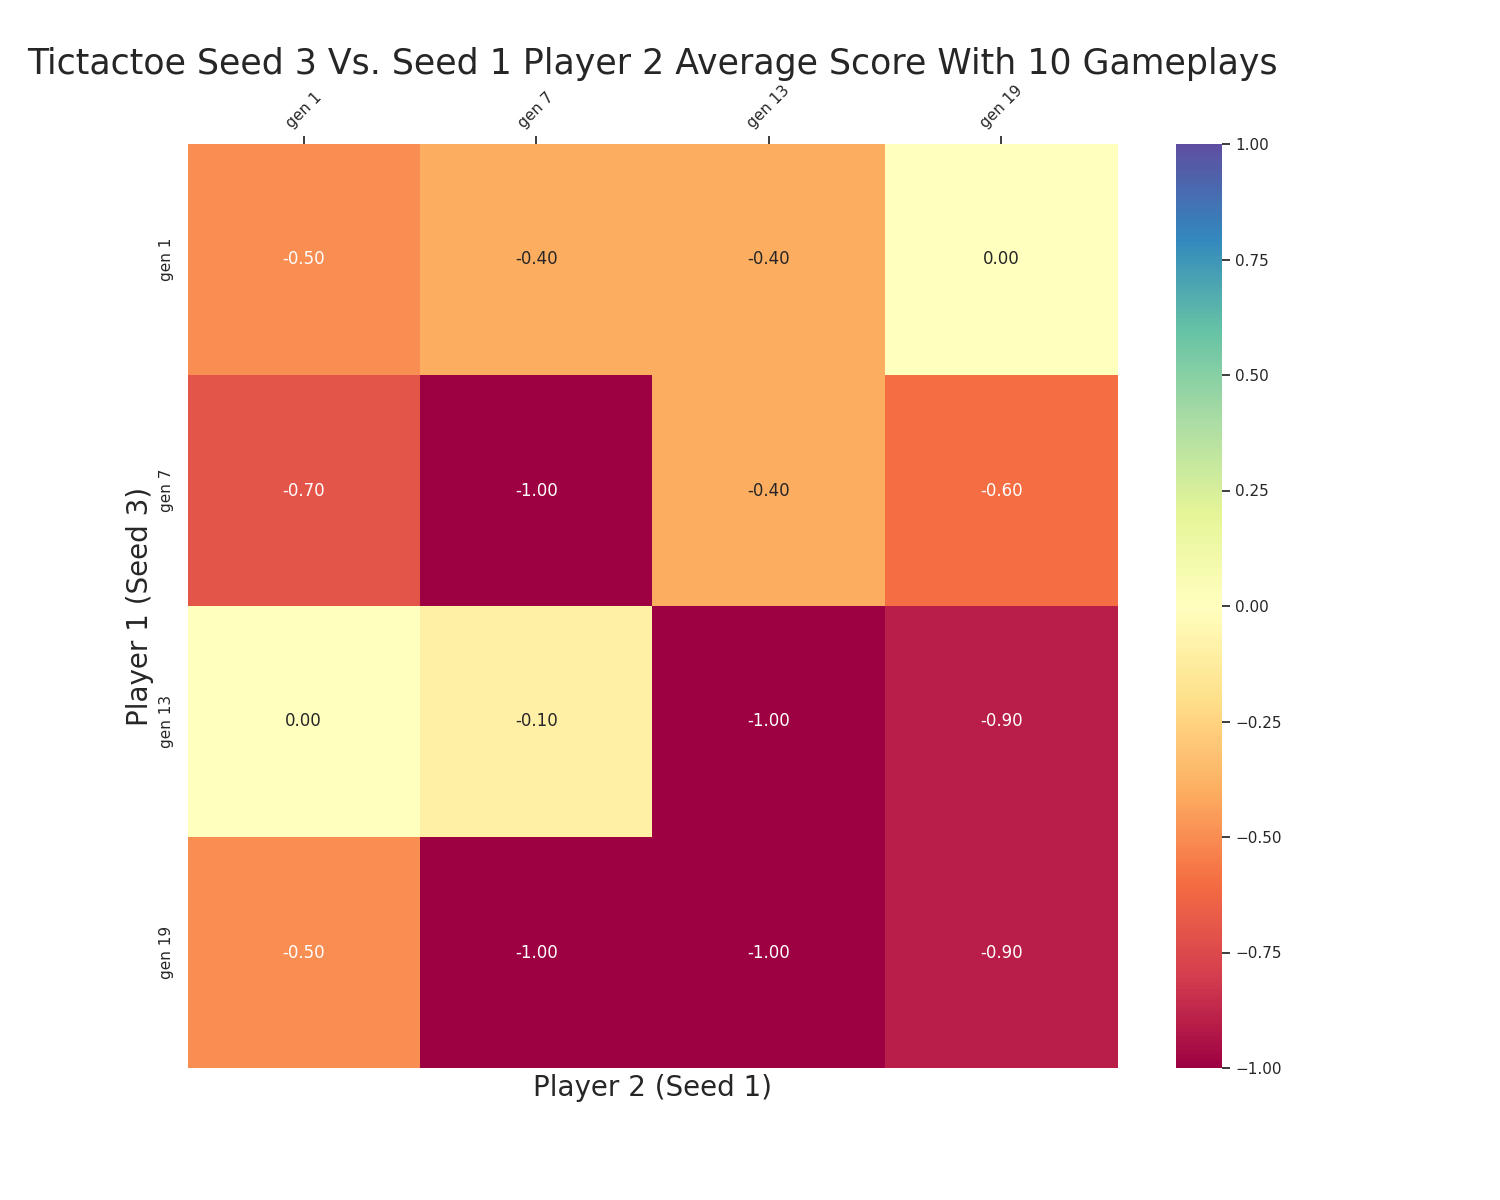 Tictactoe Seed 3 Vs. Seed 1 Player 2 Average Score With 10 Gameplays
gen 1
gen 7
gen 13
gen 19
Player 1 (Seed 3)
gen 1
-0.50
-0.40
-0.40
0.00
gen 7
-0.70
-1.00
-0.40
-0.60
gen 13
0.00
-0.10
-1.00
-0.90
gen 19
-0.50
-1.00
-1.00
-0.90
Player 2 (Seed 1)
1.00
0.75
0.50
0.25
0.00
−0.25
−0.50
−0.75
−1.00